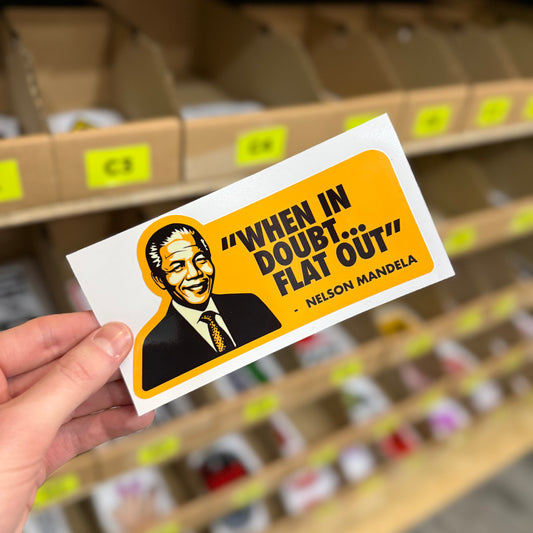 "WHEN IN
DOUBT...
FLAT OUT"
- NELSON MANDELA
C3
C4